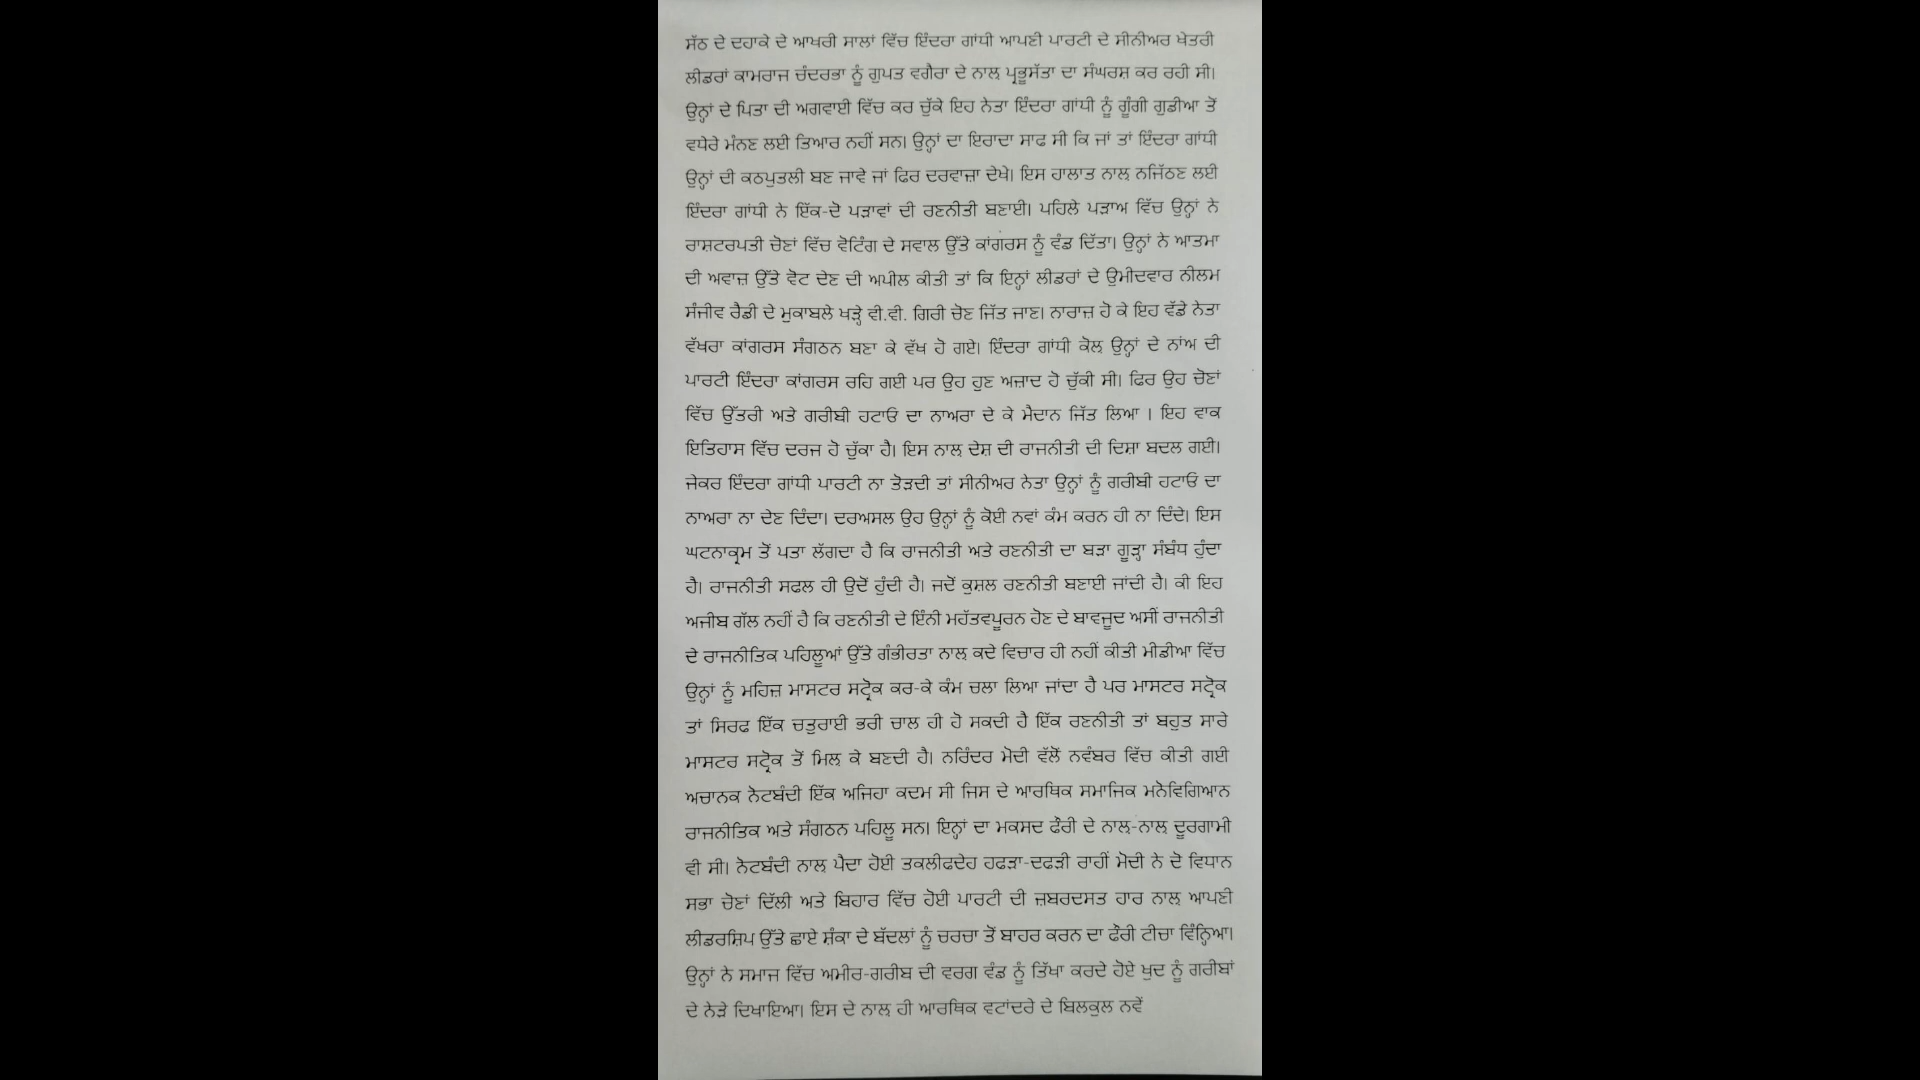 ਸੱਠ ਦੇ ਦਹਾਕੇ ਦੇ ਆਖਰੀ ਸਾਲਾਂ ਵਿੱਚ ਇੰਦਰਾ ਗਾਂਧੀ ਆਪਣੀ ਪਾਰਟੀ ਦੇ ਸੀਨੀਅਰ ਖੇਤਰੀ
ਲੀਡਰਾਂ ਕਾਮਰਾਜ ਚੰਦਰਭਾ ਨੂੰ ਗੁਪਤ ਵਗੈਰਾ ਦੇ ਨਾਲ਼ ਪ੍ਰਭੂਸੱਤਾ ਦਾ ਸੰਘਰਸ਼ ਕਰ ਰਹੀ ਸੀ।
ਉਨ੍ਹਾਂ ਦੇ ਪਿਤਾ ਦੀ ਅਗਵਾਈ ਵਿੱਚ ਕਰ ਚੁੱਕੇ ਇਹ ਨੇਤਾ ਇੰਦਰਾ ਗਾਂਧੀ ਨੂੰ ਗੂੰਗੀ ਗੁਡੀਆ ਤੋਂ
ਵਧੇਰੇ ਮੰਨਣ ਲਈ ਤਿਆਰ ਨਹੀਂ ਸਨ। ਉਨ੍ਹਾਂ ਦਾ ਇਰਾਦਾ ਸਾਫ ਸੀ ਕਿ ਜਾਂ ਤਾਂ ਇੰਦਰਾ ਗਾਂਧੀ
ਉਨ੍ਹਾਂ ਦੀ ਕਠਪੁਤਲੀ ਬਣ ਜਾਵੇ ਜਾਂ ਫਿਰ ਦਰਵਾਜ਼ਾ ਦੇਖੇ। ਇਸ ਹਾਲਾਤ ਨਾਲ਼ ਨਜਿੱਠਣ ਲਈ
ਇੰਦਰਾ ਗਾਂਧੀ ਨੇ ਇੱਕ-ਦੋ ਪੜਾਵਾਂ ਦੀ ਰਣਨੀਤੀ ਬਣਾਈ। ਪਹਿਲੇ ਪੜਾਅ ਵਿੱਚ ਉਨ੍ਹਾਂ ਨੇ
ਰਾਸ਼ਟਰਪਤੀ ਚੋਣਾਂ ਵਿੱਚ ਵੋਟਿੰਗ ਦੇ ਸਵਾਲ ਉੱਤੇ ਕਾਂਗਰਸ ਨੂੰ ਵੰਡ ਦਿੱਤਾ। ਉਨ੍ਹਾਂ ਨੇ ਆਤਮਾ
ਦੀ ਅਵਾਜ਼ ਉੱਤੇ ਵੋਟ ਦੇਣ ਦੀ ਅਪੀਲ ਕੀਤੀ ਤਾਂ ਕਿ ਇਨ੍ਹਾਂ ਲੀਡਰਾਂ ਦੇ ਉਮੀਦਵਾਰ ਨੀਲਮ
ਸੰਜੀਵ ਰੈਡੀ ਦੇ ਮੁਕਾਬਲੇ ਖੜ੍ਹੇ ਵੀ.ਵੀ. ਗਿਰੀ ਚੋਣ ਜਿੱਤ ਜਾਣ। ਨਾਰਾਜ਼ ਹੋ ਕੇ ਇਹ ਵੱਡੇ ਨੇਤਾ
ਵੱਖਰਾ ਕਾਂਗਰਸ ਸੰਗਠਨ ਬਣਾ ਕੇ ਵੱਖ ਹੋ ਗਏ। ਇੰਦਰਾ ਗਾਂਧੀ ਕੋਲ਼ ਉਨ੍ਹਾਂ ਦੇ ਨਾਂਅ ਦੀ
ਪਾਰਟੀ ਇੰਦਰਾ ਕਾਂਗਰਸ ਰਹਿ ਗਈ ਪਰ ਉਹ ਹੁਣ ਅਜ਼ਾਦ ਹੋ ਚੁੱਕੀ ਸੀ। ਫਿਰ ਉਹ ਚੋਣਾਂ
ਵਿੱਚ ਉੱਤਰੀ ਅਤੇ ਗਰੀਬੀ ਹਟਾਓ ਦਾ ਨਾਅਰਾ ਦੇ ਕੇ ਮੈਦਾਨ ਜਿੱਤ ਲਿਆ । ਇਹ ਵਾਕ
ਇਤਿਹਾਸ ਵਿੱਚ ਦਰਜ ਹੋ ਚੁੱਕਾ ਹੈ। ਇਸ ਨਾਲ਼ ਦੇਸ਼ ਦੀ ਰਾਜਨੀਤੀ ਦੀ ਦਿਸ਼ਾ ਬਦਲ ਗਈ।
ਜੇਕਰ ਇੰਦਰਾ ਗਾਂਧੀ ਪਾਰਟੀ ਨਾ ਤੋੜਦੀ ਤਾਂ ਸੀਨੀਅਰ ਨੇਤਾ ਉਨ੍ਹਾਂ ਨੂੰ ਗਰੀਬੀ ਹਟਾਓ ਦਾ
ਨਾਅਰਾ ਨਾ ਦੇਣ ਦਿੰਦਾ। ਦਰਅਸਲ ਉਹ ਉਨ੍ਹਾਂ ਨੂੰ ਕੋਈ ਨਵਾਂ ਕੰਮ ਕਰਨ ਹੀ ਨਾ ਦਿੰਦੇ। ਇਸ
ਘਟਨਾਕ੍ਰਮ ਤੋਂ ਪਤਾ ਲੱਗਦਾ ਹੈ ਕਿ ਰਾਜਨੀਤੀ ਅਤੇ ਰਣਨੀਤੀ ਦਾ ਬੜਾ ਗੂੜ੍ਹਾ ਸੰਬੰਧ ਹੁੰਦਾ
ਹੈ। ਰਾਜਨੀਤੀ ਸਫਲ ਹੀ ਉਦੋਂ ਹੁੰਦੀ ਹੈ। ਜਦੋਂ ਕੁਸ਼ਲ ਰਣਨੀਤੀ ਬਣਾਈ ਜਾਂਦੀ ਹੈ। ਕੀ ਇਹ
ਅਜੀਬ ਗੱਲ ਨਹੀਂ ਹੈ ਕਿ ਰਣਨੀਤੀ ਦੇ ਇੰਨੀ ਮਹੱਤਵਪੂਰਨ ਹੋਣ ਦੇ ਬਾਵਜੂਦ ਅਸੀਂ ਰਾਜਨੀਤੀ
ਦੇ ਰਾਜਨੀਤਿਕ ਪਹਿਲੂਆਂ ਉੱਤੇ ਗੰਭੀਰਤਾ ਨਾਲ਼ ਕਦੇ ਵਿਚਾਰ ਹੀ ਨਹੀਂ ਕੀਤੀ ਮੀਡੀਆ ਵਿੱਚ
ਉਨ੍ਹਾਂ ਨੂੰ ਮਹਿਜ਼ ਮਾਸਟਰ ਸਟ੍ਰੋਕ ਕਰ-ਕੇ ਕੰਮ ਚਲਾ ਲਿਆ ਜਾਂਦਾ ਹੈ ਪਰ ਮਾਸਟਰ ਸਟ੍ਰੋਕ
ਤਾਂ ਸਿਰਫ ਇੱਕ ਚਤੁਰਾਈ ਭਰੀ ਚਾਲ ਹੀ ਹੋ ਸਕਦੀ ਹੈ ਇੱਕ ਰਣਨੀਤੀ ਤਾਂ ਬਹੁਤ ਸਾਰੇ
ਮਾਸਟਰ ਸਟ੍ਰੋਕ ਤੋਂ ਮਿਲ਼ ਕੇ ਬਣਦੀ ਹੈ। ਨਰਿੰਦਰ ਮੋਦੀ ਵੱਲੋਂ ਨਵੰਬਰ ਵਿੱਚ ਕੀਤੀ ਗਈ
ਅਚਾਨਕ ਨੋਟਬੰਦੀ ਇੱਕ ਅਜਿਹਾ ਕਦਮ ਸੀ ਜਿਸ ਦੇ ਆਰਥਿਕ ਸਮਾਜਿਕ ਮਨੋਵਿਗਿਆਨ
ਰਾਜਨੀਤਿਕ ਅਤੇ ਸੰਗਠਨ ਪਹਿਲੂ ਸਨ। ਇਨ੍ਹਾਂ ਦਾ ਮਕਸਦ ਫੌਰੀ ਦੇ ਨਾਲ਼-ਨਾਲ਼ ਦੂਰਗਾਮੀ
ਵੀ ਸੀ। ਨੋਟਬੰਦੀ ਨਾਲ਼ ਪੈਦਾ ਹੋਈ ਤਕਲੀਫਦੇਹ ਹਫੜਾ-ਦਫੜੀ ਰਾਹੀਂ ਮੋਦੀ ਨੇ ਦੋ ਵਿਧਾਨ
ਸਭਾ ਚੋਣਾਂ ਦਿੱਲੀ ਅਤੇ ਬਿਹਾਰ ਵਿੱਚ ਹੋਈ ਪਾਰਟੀ ਦੀ ਜ਼ਬਰਦਸਤ ਹਾਰ ਨਾਲ਼ ਆਪਣੀ
ਲੀਡਰਸ਼ਿਪ ਉੱਤੇ ਛਾਏ ਸ਼ੰਕਾ ਦੇ ਬੱਦਲਾਂ ਨੂੰ ਚਰਚਾ ਤੋਂ ਬਾਹਰ ਕਰਨ ਦਾ ਫੌਰੀ ਟੀਚਾ ਵਿੰਨ੍ਹਿਆ।
ਉਨ੍ਹਾਂ ਨੇ ਸਮਾਜ ਵਿੱਚ ਅਮੀਰ-ਗਰੀਬ ਦੀ ਵਰਗ ਵੰਡ ਨੂੰ ਤਿੱਖਾ ਕਰਦੇ ਹੋਏ ਖੁਦ ਨੂੰ ਗਰੀਬਾਂ
ਦੇ ਨੇੜੇ ਦਿਖਾਇਆ। ਇਸ ਦੇ ਨਾਲ਼ ਹੀ ਆਰਥਿਕ ਵਟਾਂਦਰੇ ਦੇ ਬਿਲਕੁਲ ਨਵੇਂ